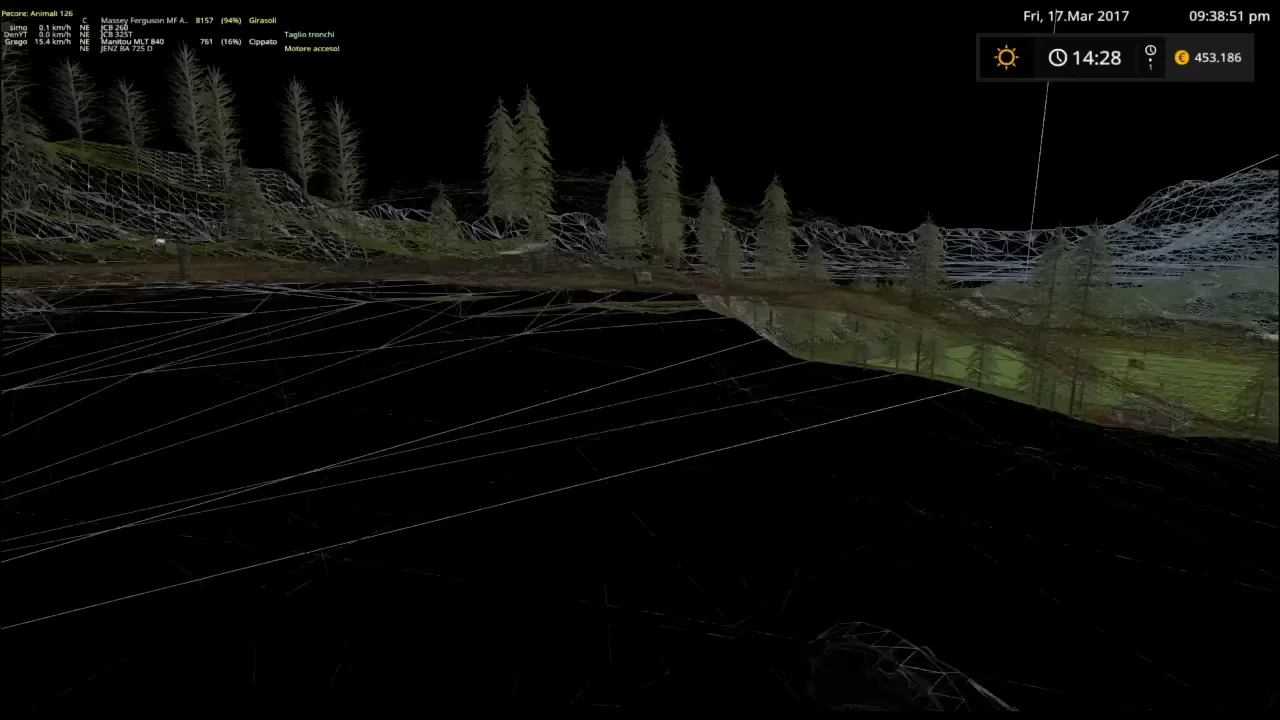 Pecore: Animali 126
C Massey Ferguson MF A.. 8157 (94%) Girasoli
simo 0.1 km/h NE JCB 260
DenYT 0.0 km/h NE JCB 325T Taglio tronchi
Grego 15.4 km/h NE Manitou MLT 840 761 (16%) Cippato
NE JENZ BA 725 D Motore acceso!
Fri, 17.Mar 2017 09:38:51 pm
14:28 1 € 453.186